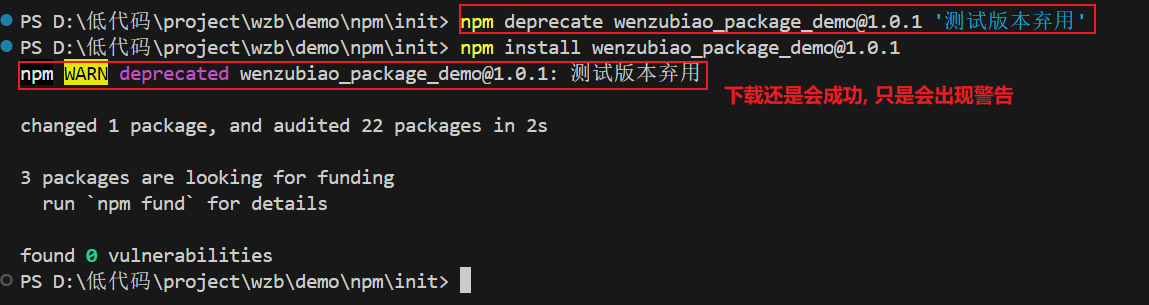 PS D:\低代码\project\wzb\demo\npm\init> npm deprecate wenzubiao_package_demo@1.0.1 '测试版本弃用'
PS D:\低代码\project\wzb\demo\npm\init> npm install wenzubiao_package_demo@1.0.1
npm WARN deprecated wenzubiao_package_demo@1.0.1: 测试版本弃用
下载还是会成功, 只是会出现警告
changed 1 package, and audited 22 packages in 2s
3 packages are looking for funding
run `npm fund` for details
found 0 vulnerabilities
PS D:\低代码\project\wzb\demo\npm\init>